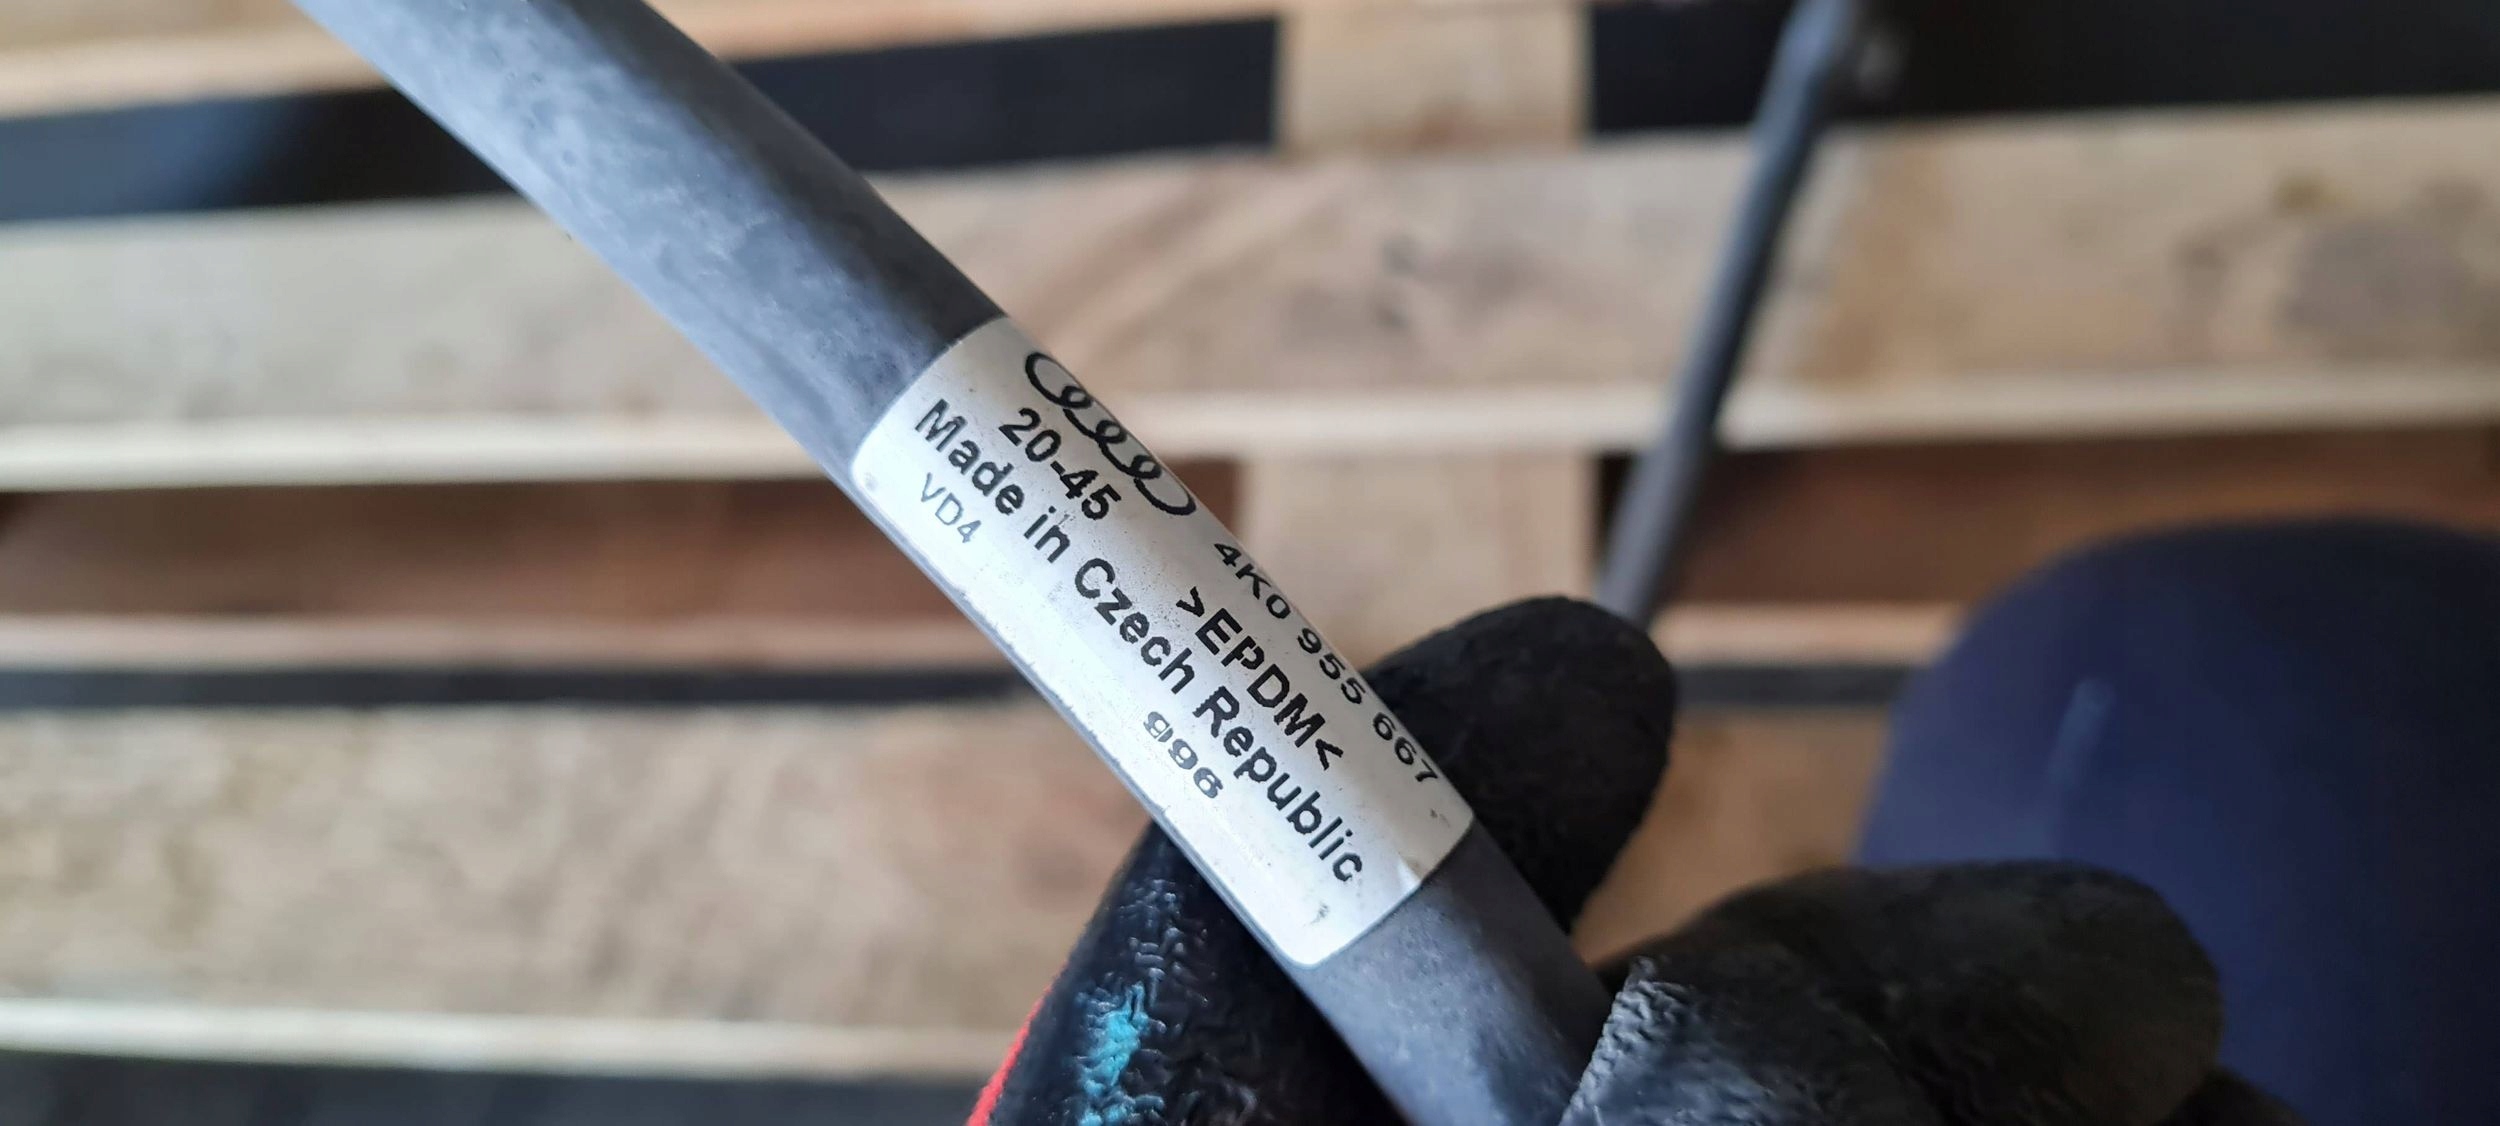 4K0 955 667
20-45 >EPDM<
Made in Czech Republic
VD4 996